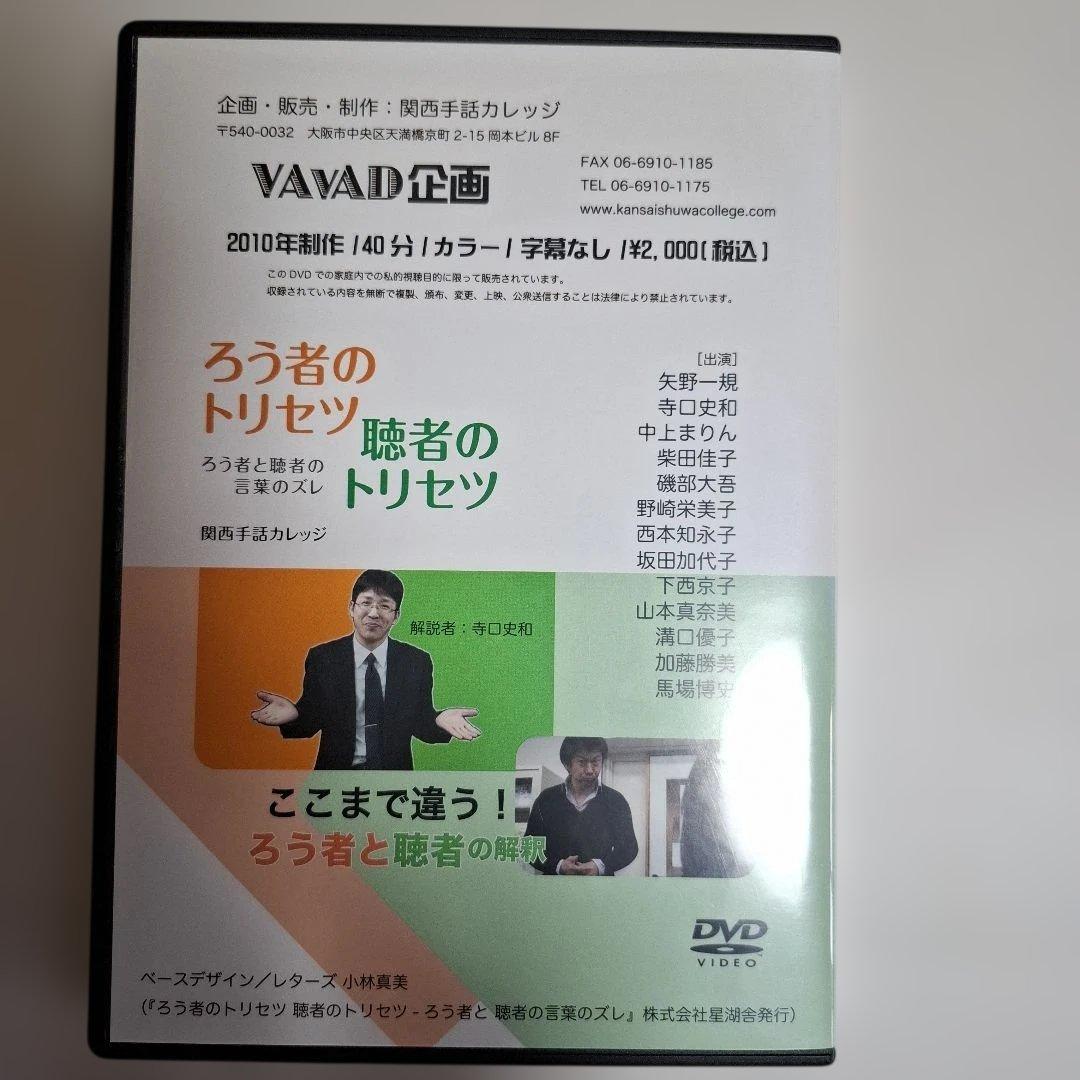 企画・販売・制作：関西手話カレッジ
〒540-0032　大阪市中央区天満橋京町 2-15 岡本ビル 8F
VAVAD企画
FAX 06-6910-1185
TEL 06-6910-1175
www.kansaishuwacollege.com
2010年制作 / 40 分 / カラー / 字幕なし /¥2,000(税込)
この DVD での家庭内での私的視聴目的に限って販売されています。
収録されている内容を無断で複製、頒布、変更、上映、公衆送信することは法律により禁止されています。
ろう者の
トリセツ
聴者の
トリセツ
ろう者と聴者の
言葉のズレ
関西手話カレッジ
［出演］
矢野一規
寺口史和
中上まりん
柴田佳子
磯部大吾
野崎栄美子
西本知永子
坂田加代子
下西京子
山本真奈美
溝口優子
加藤勝美
馬場博史
解説者：寺口史和
ここまで違う！
ろう者と聴者の解釈
DVD
VIDEO
ベースデザイン／レターズ 小林真美
（『ろう者のトリセツ 聴者のトリセツ - ろう者と 聴者の言葉のズレ』株式会社星湖舎発行）